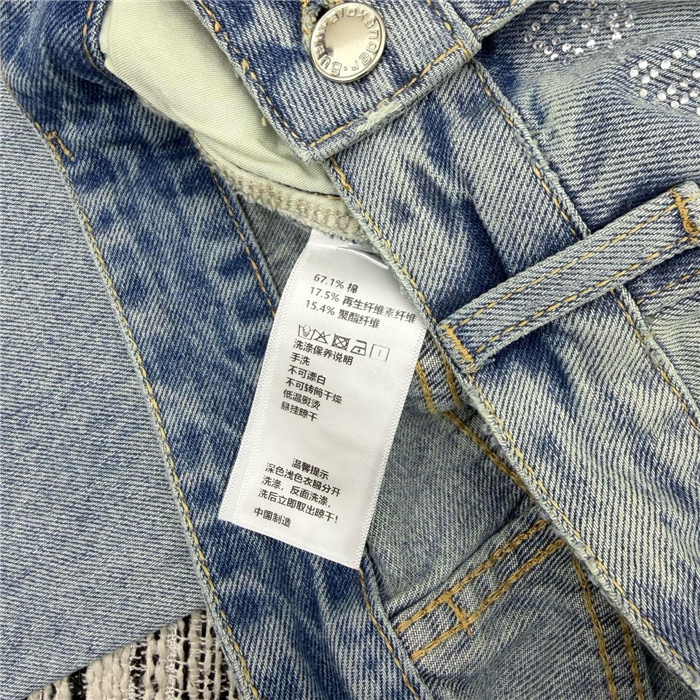 67.1% 棉
17.5% 再生纤维素纤维
15.4% 聚酯纤维
洗涤保养说明
手洗
不可漂白
不可转筒干燥
低温熨烫
悬挂晾干
温馨提示
深色浅色衣服分开
洗涤，反面洗涤，
洗后立即取出晾干！
中国制造